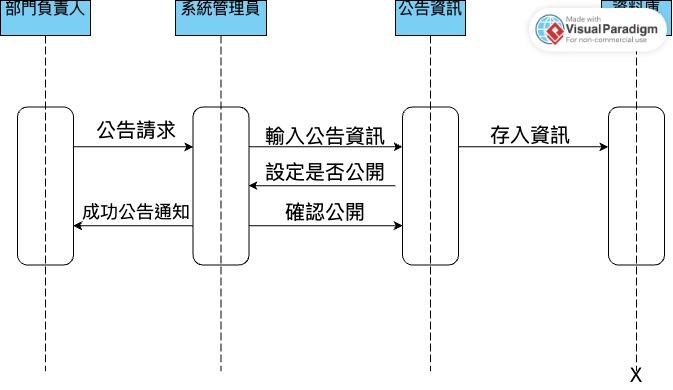 部門負責人
系統管理員
公告資訊
資料庫
Made with
Visual Paradigm
For non-commercial use
公告請求
輸入公告資訊
存入資訊
設定是否公開
成功公告通知
確認公開
X